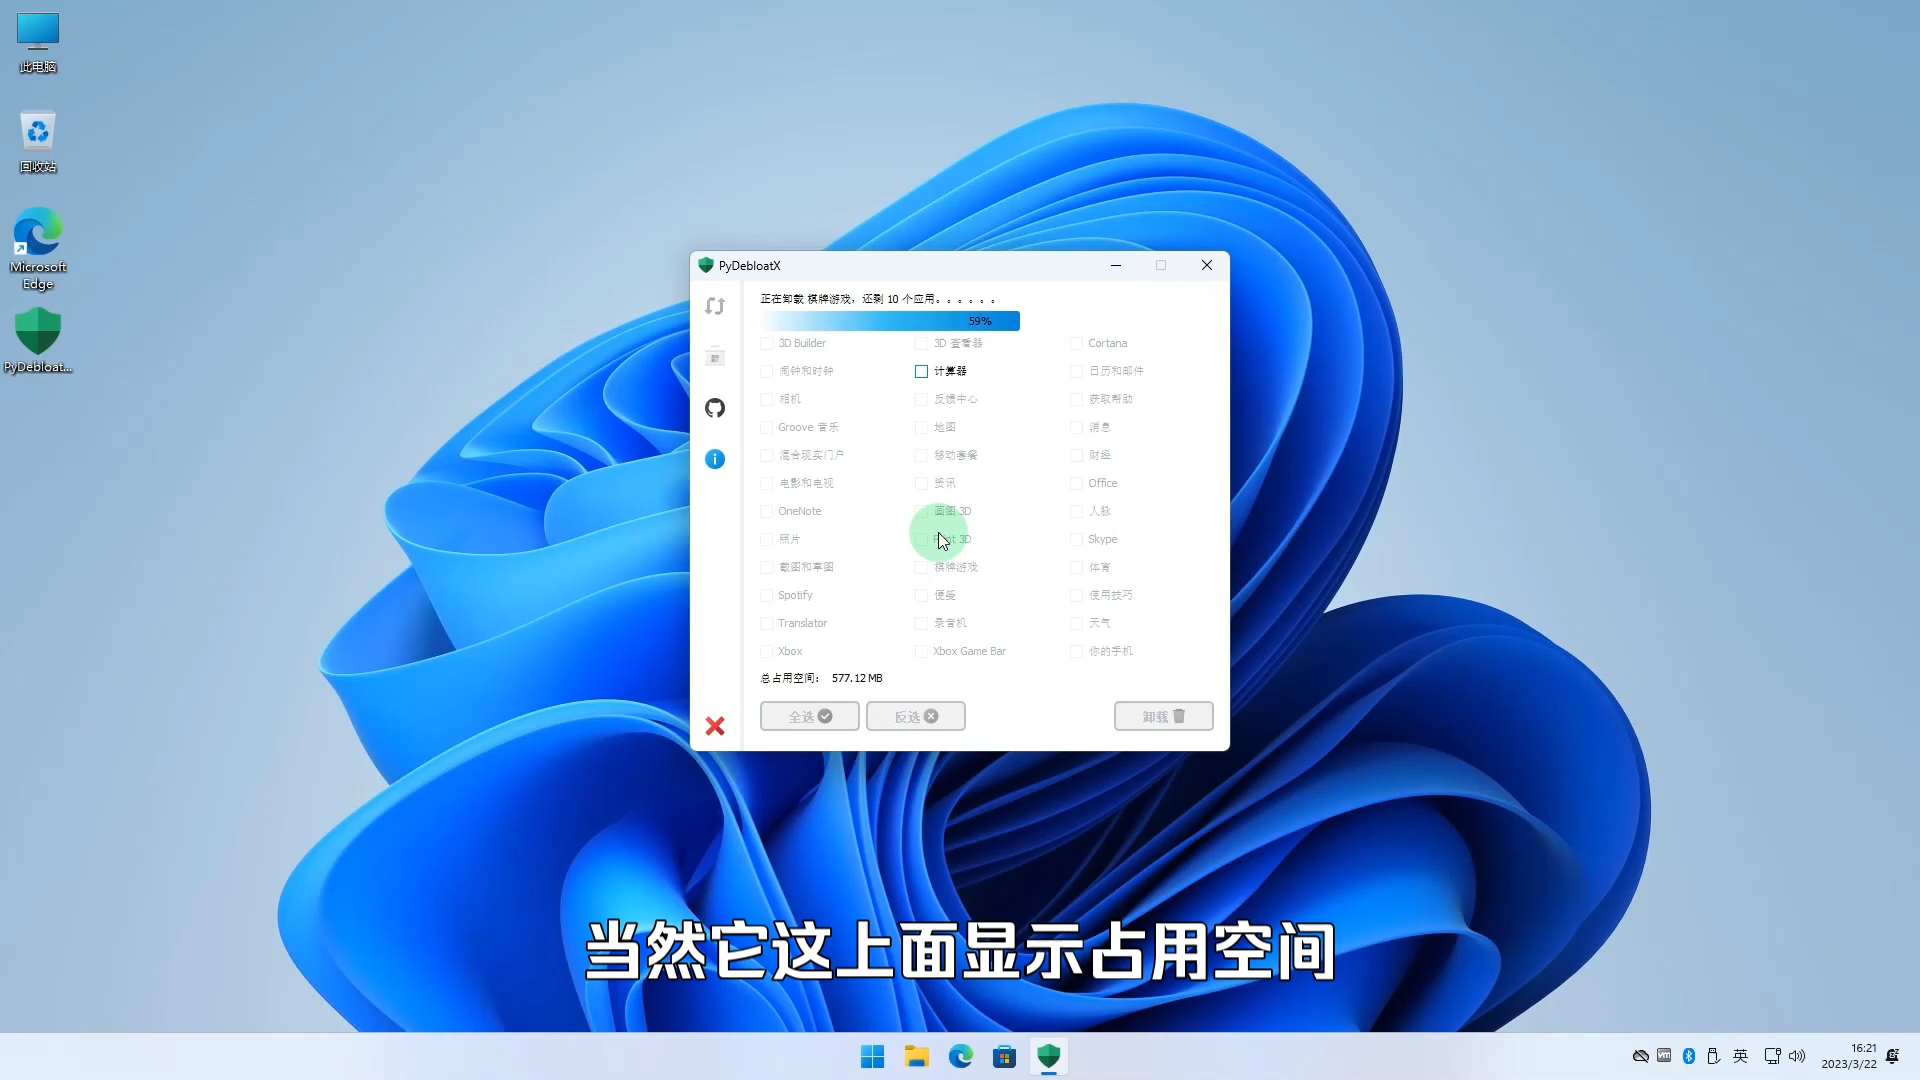 此电脑
回收站
Microsoft
Edge
PyDebloat...
PyDebloatX
正在卸载 棋牌游戏，还剩 10 个应用。。。。。。
59%
3D Builder
3D 查看器
Cortana
闹钟和时钟
计算器
日历和邮件
相机
反馈中心
获取帮助
Groove 音乐
地图
消息
混合现实门户
移动套餐
财经
电影和电视
资讯
Office
OneNote
画图 3D
人脉
照片
Print 3D
Skype
截图和草图
棋牌游戏
体育
Spotify
便笺
使用技巧
Translator
录音机
天气
Xbox
Xbox Game Bar
你的手机
总占用空间： 577.12 MB
全选
反选
卸载
当然它这上面显示占用空间
英
16:21
2023/3/22